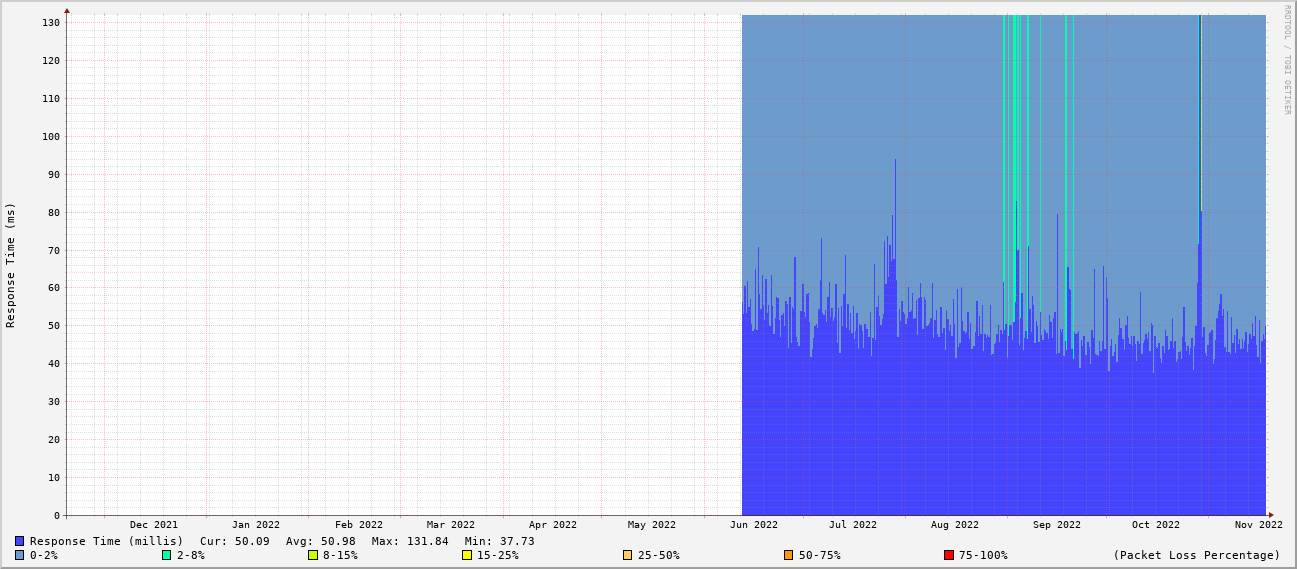 RRDTOOL / TOBI OETIKER
Response Time (ms)
130
120
110
100
90
80
70
60
50
40
30
20
10
0
Dec 2021 Jan 2022 Feb 2022 Mar 2022 Apr 2022 May 2022 Jun 2022 Jul 2022 Aug 2022 Sep 2022 Oct 2022 Nov 2022
Response Time (millis) Cur: 50.09 Avg: 50.98 Max: 131.84 Min: 37.73
0-2% 2-8% 8-15% 15-25% 25-50% 50-75% 75-100% (Packet Loss Percentage)